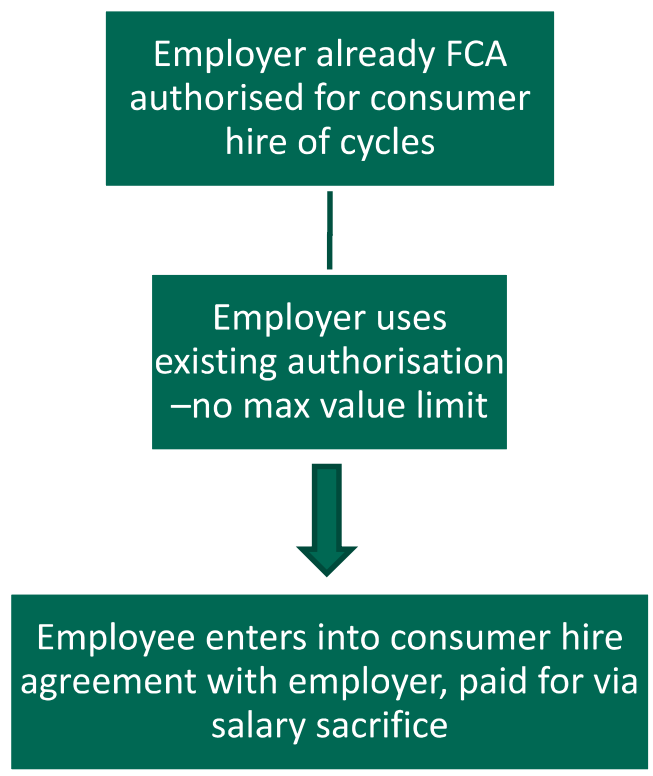 Employer already FCA
authorised for consumer
hire of cycles
Employer uses
existing authorisation
–no max value limit
Employee enters into consumer hire
agreement with employer, paid for via
salary sacrifice